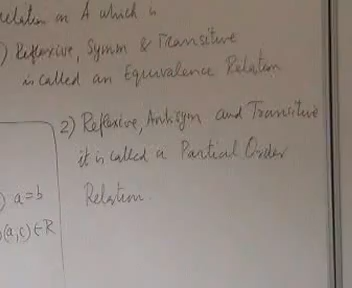 relation on A which is
) Reflexive, Symm & Transitive
is called an Equivalence Relation
2) Reflexive, Antisym and Transitive
it is called a Partial Order
Relation.
) a=b
(a,c)∈R